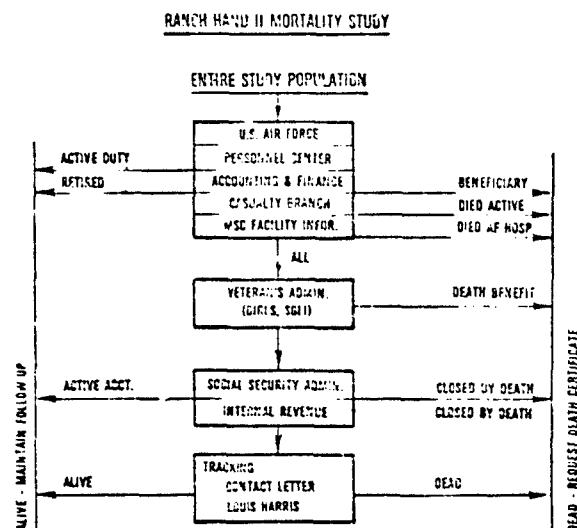 RANCH HAND II MORTALITY STUDY
ENTIRE STUDY POPULATION
U.S. AIR FORCE
PERSONNEL CENTER
ACCOUNTING & FINANCE
CASUALTY BRANCH
MSC FACILITY INFOR.
ACTIVE DUTY
RETIRED
BENEFICIARY
DIED ACTIVE
DIED AF HOSP
ALL
VETERAN'S ADMIN.
(BIRLS, SGLI)
DEATH BENEFIT
ACTIVE ACCT.
SOCIAL SECURITY ADMIN.
INTERNAL REVENUE
CLOSED BY DEATH
CLOSED BY DEATH
TRACKING
CONTACT LETTER
LOUIS HARRIS
ALIVE
DEAD
ALIVE - MAINTAIN FOLLOW UP
DEAD - REQUEST DEATH CERTIFICATE